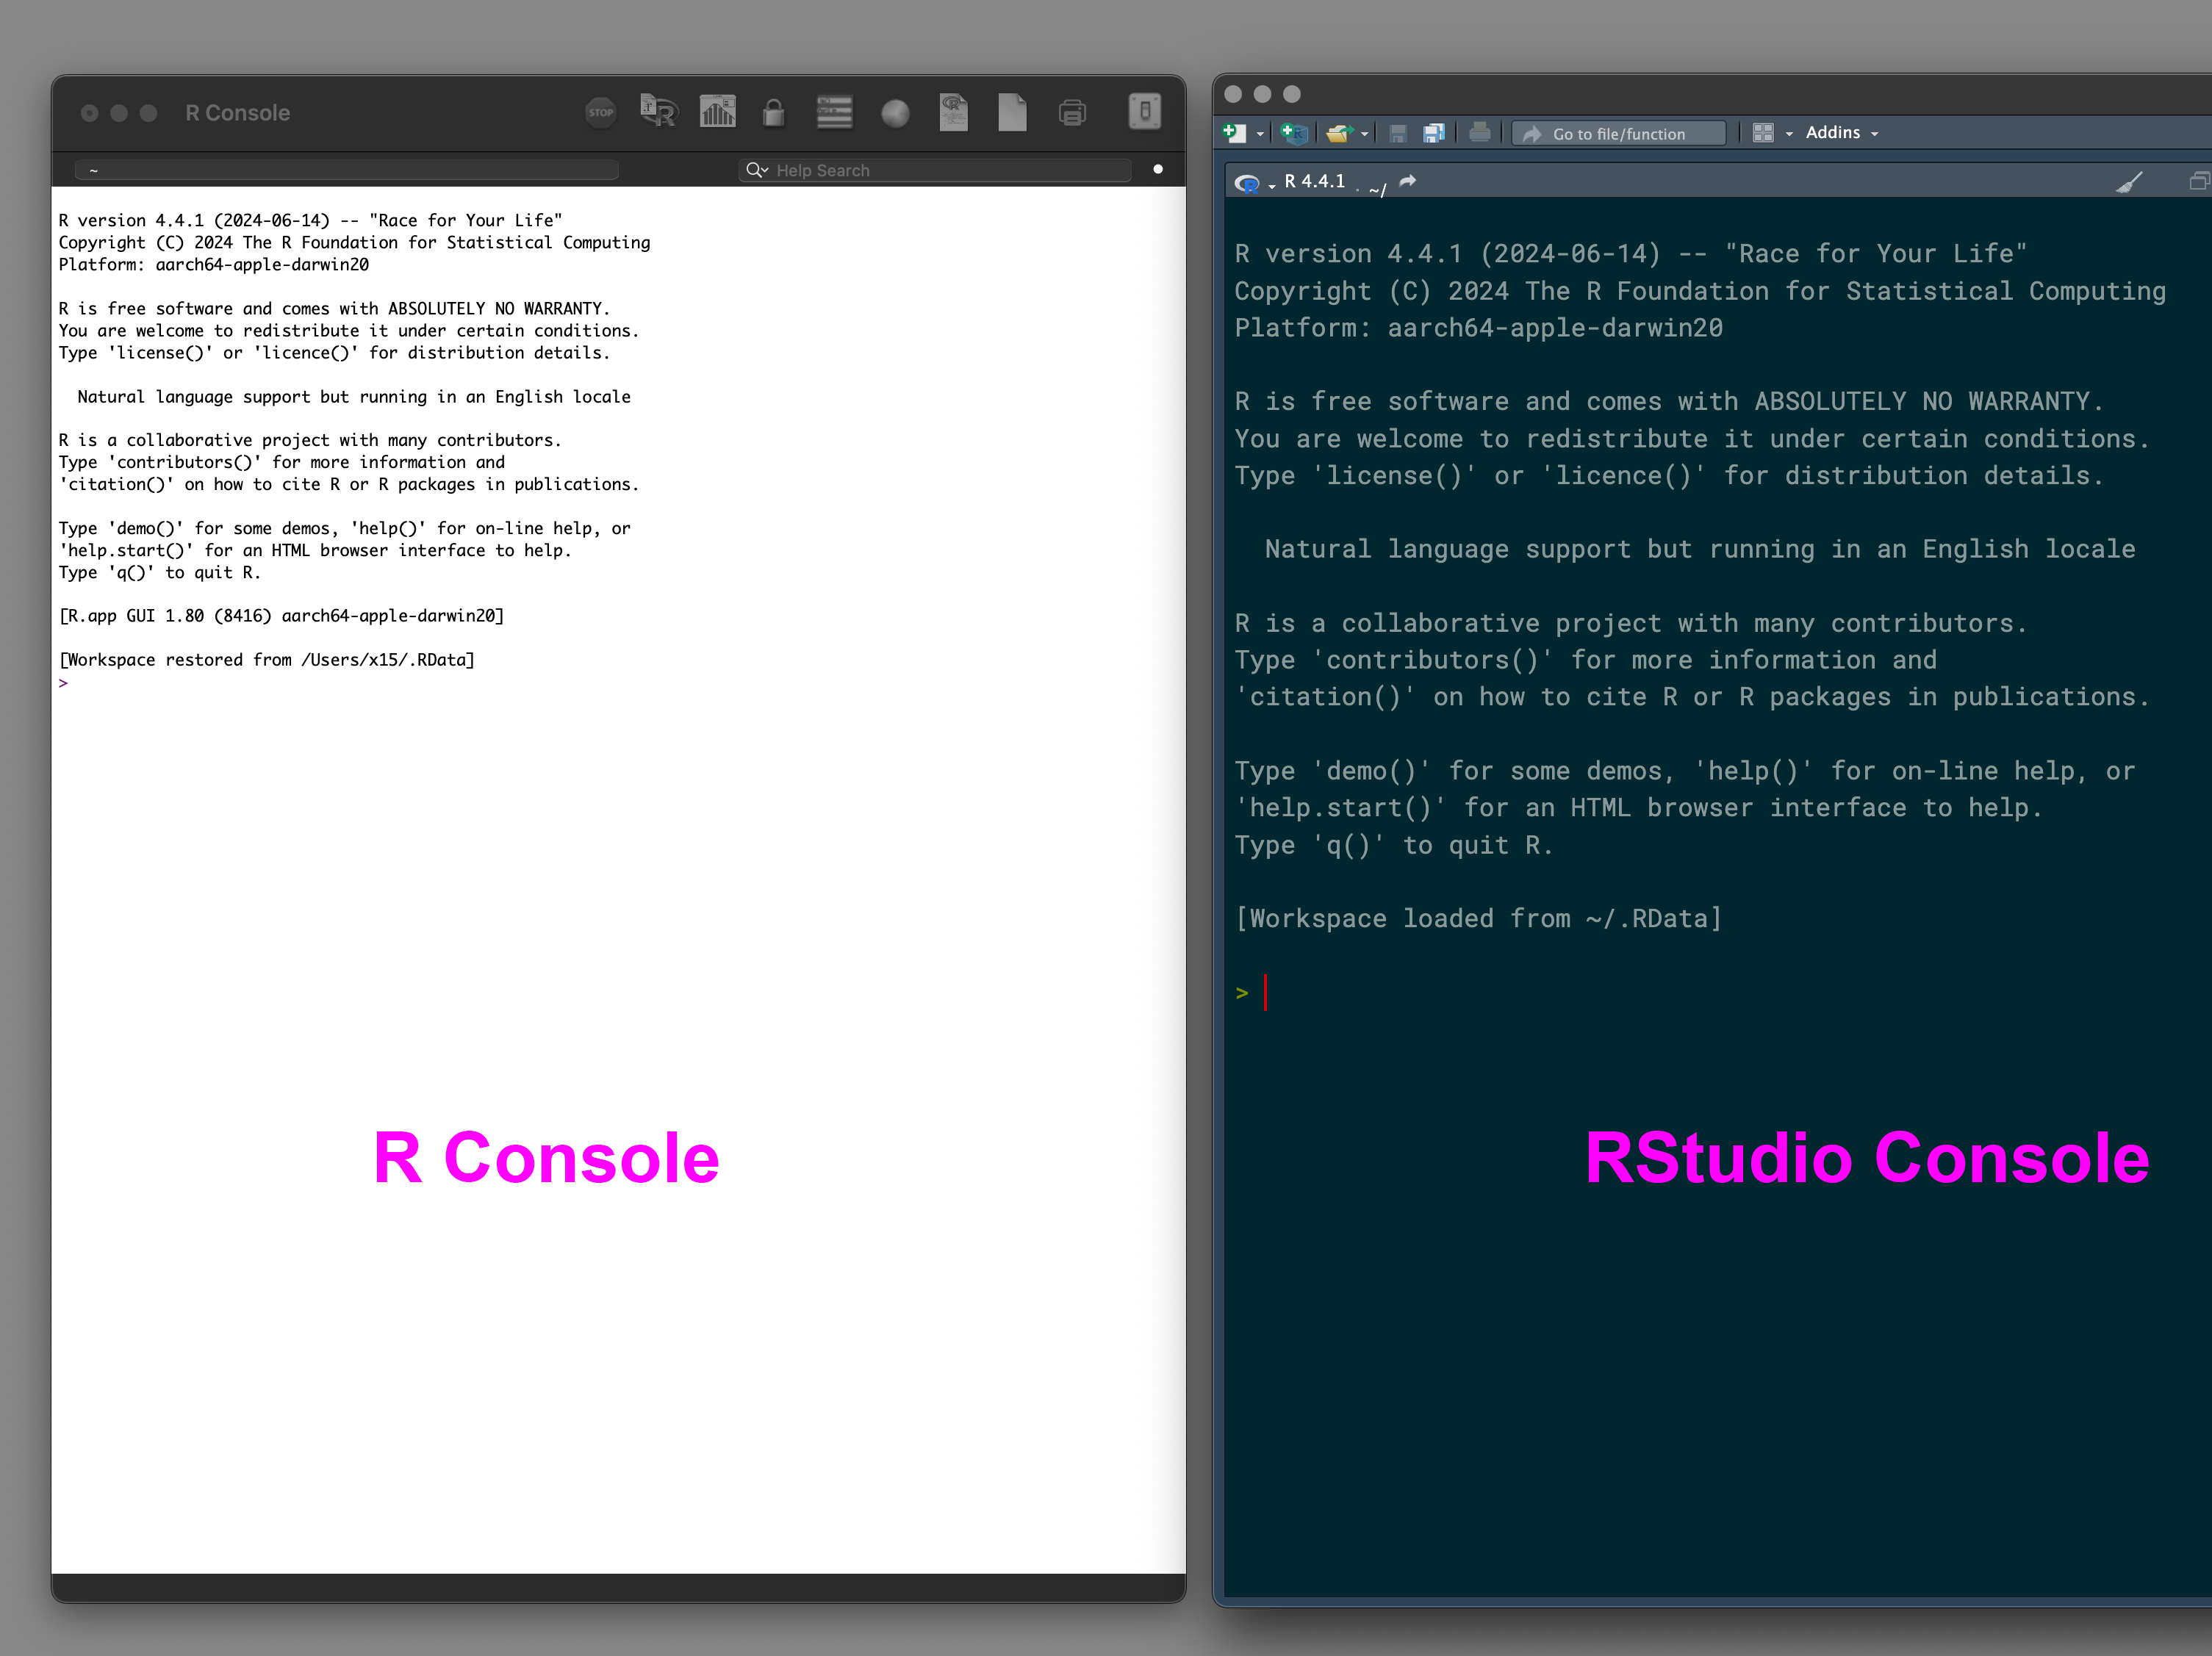 R Console
STOP
~
Help Search
R version 4.4.1 (2024-06-14) -- "Race for Your Life"
Copyright (C) 2024 The R Foundation for Statistical Computing
Platform: aarch64-apple-darwin20
R is free software and comes with ABSOLUTELY NO WARRANTY.
You are welcome to redistribute it under certain conditions.
Type 'license()' or 'licence()' for distribution details.
Natural language support but running in an English locale
R is a collaborative project with many contributors.
Type 'contributors()' for more information and
'citation()' on how to cite R or R packages in publications.
Type 'demo()' for some demos, 'help()' for on-line help, or
'help.start()' for an HTML browser interface to help.
Type 'q()' to quit R.
[R.app GUI 1.80 (8416) aarch64-apple-darwin20]
[Workspace restored from /Users/x15/.RData]
>
R Console
Go to file/function
Addins
R 4.4.1 . ~/
R version 4.4.1 (2024-06-14) -- "Race for Your Life"
Copyright (C) 2024 The R Foundation for Statistical Computing
Platform: aarch64-apple-darwin20
R is free software and comes with ABSOLUTELY NO WARRANTY.
You are welcome to redistribute it under certain conditions.
Type 'license()' or 'licence()' for distribution details.
Natural language support but running in an English locale
R is a collaborative project with many contributors.
Type 'contributors()' for more information and
'citation()' on how to cite R or R packages in publications.
Type 'demo()' for some demos, 'help()' for on-line help, or
'help.start()' for an HTML browser interface to help.
Type 'q()' to quit R.
[Workspace loaded from ~/.RData]
>
RStudio Console